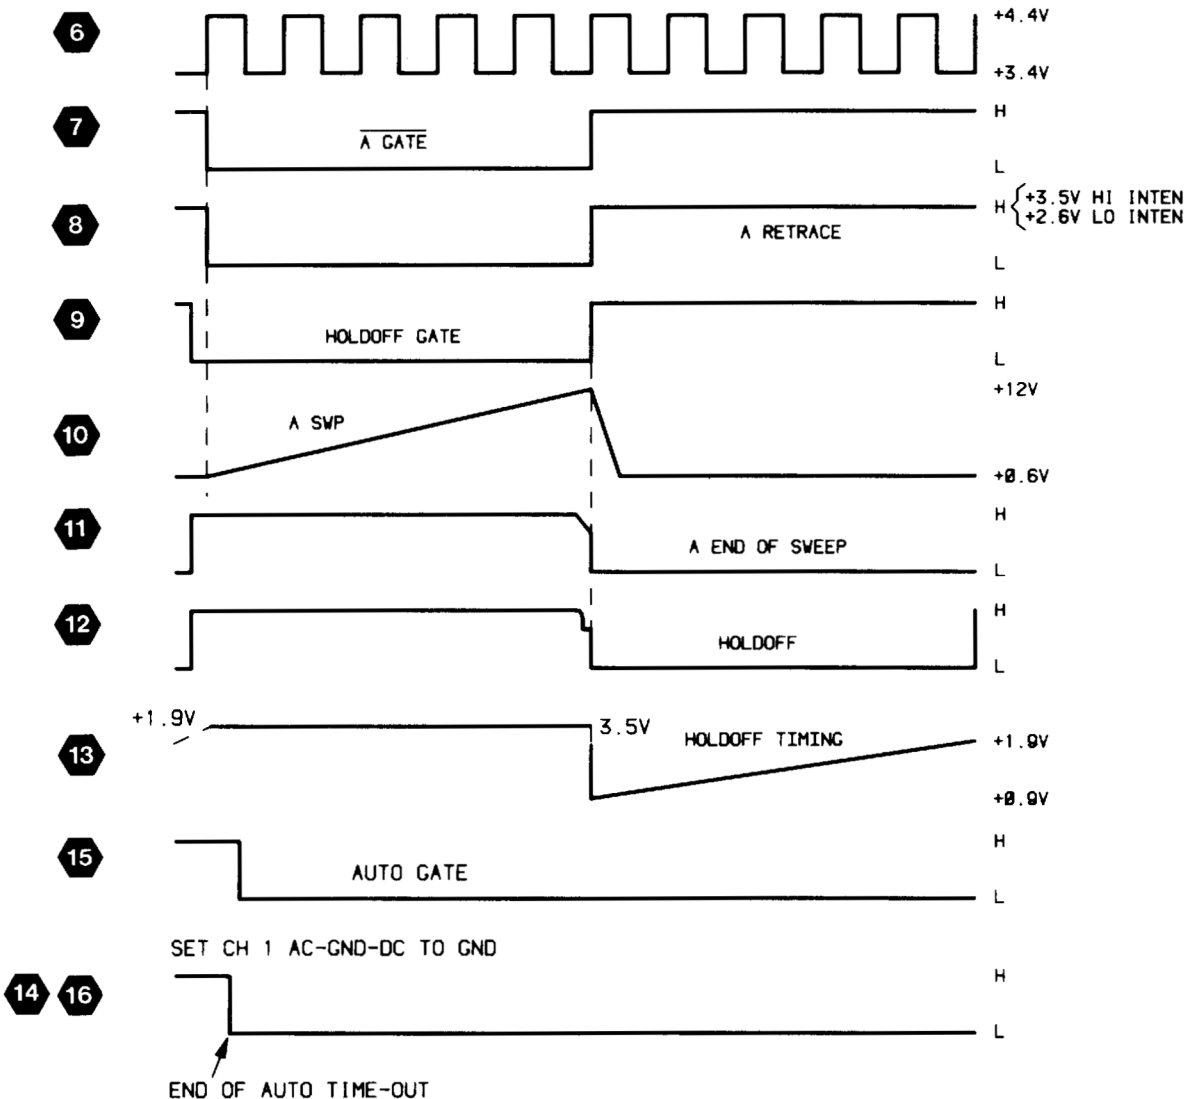 6
+4.4V
+3.4V
7
A GATE
H
L
8
A RETRACE
H
+3.5V HI INTEN
+2.6V LO INTEN
L
9
HOLDOFF GATE
H
L
10
A SWP
+12V
+0.6V
11
A END OF SWEEP
H
L
12
HOLDOFF
H
L
13
+1.9V
3.5V
HOLDOFF TIMING
+1.9V
+0.9V
15
AUTO GATE
H
L
SET CH 1 AC-GND-DC TO GND
14 16
H
L
END OF AUTO TIME-OUT